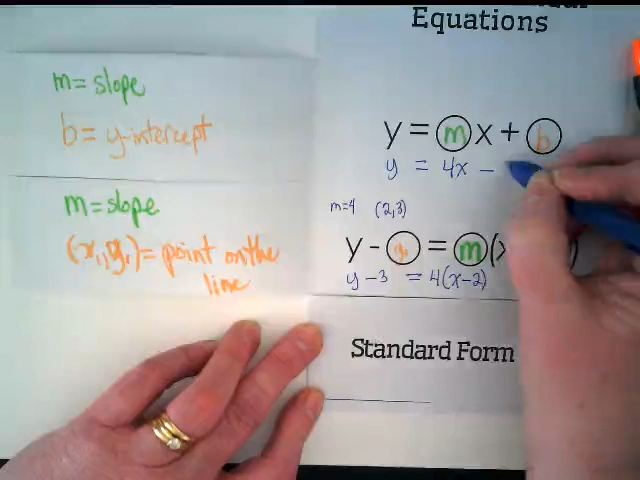 Equations
m = slope
b = y-intercept
y = m x + b
y = 4x -
m = slope
(x₁, y₁) = point on the
line
m=4 (2,3)
y - y₁ = m (x
y - 3 = 4(x-2)
Standard Form